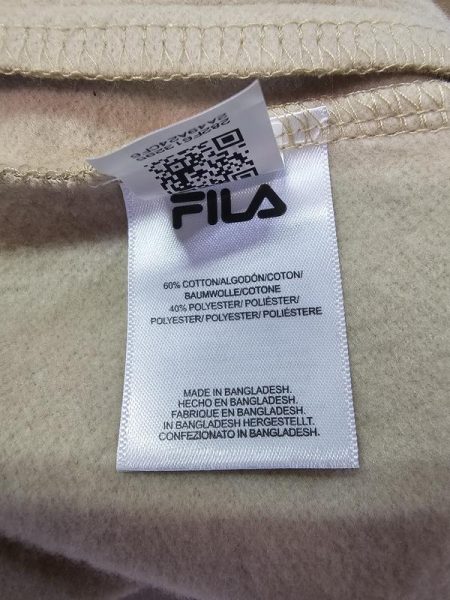 FILA
60% COTTON/ALGODÓN/COTON/
BAUMWOLLE/COTONE
40% POLYESTER/ POLIÉSTER/
POLYESTER/ POLYESTER/ POLIÉSTERE
MADE IN BANGLADESH.
HECHO EN BANGLADESH.
FABRIQUE EN BANGLADESH.
IN BANGLADESH HERGESTELLT.
CONFEZIONATO IN BANGLADESH.